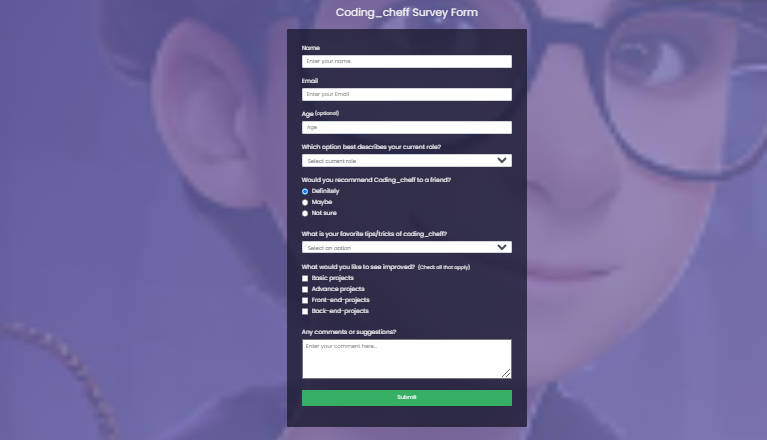 Coding_cheff Survey Form
Name
Enter your name
Email
Enter your Email
Age (optional)
Age
Which option best describes your current role?
Select current role
Would you recommend Coding_cheff to a friend?
Definitely
Maybe
Not sure
What is your favorite tips/tricks of coding_cheff?
Select an option
What would you like to see improved? (Check all that apply)
Basic projects
Advance projects
Front-end-projects
Back-end-projects
Any comments or suggestions?
Enter your comment here...
Submit